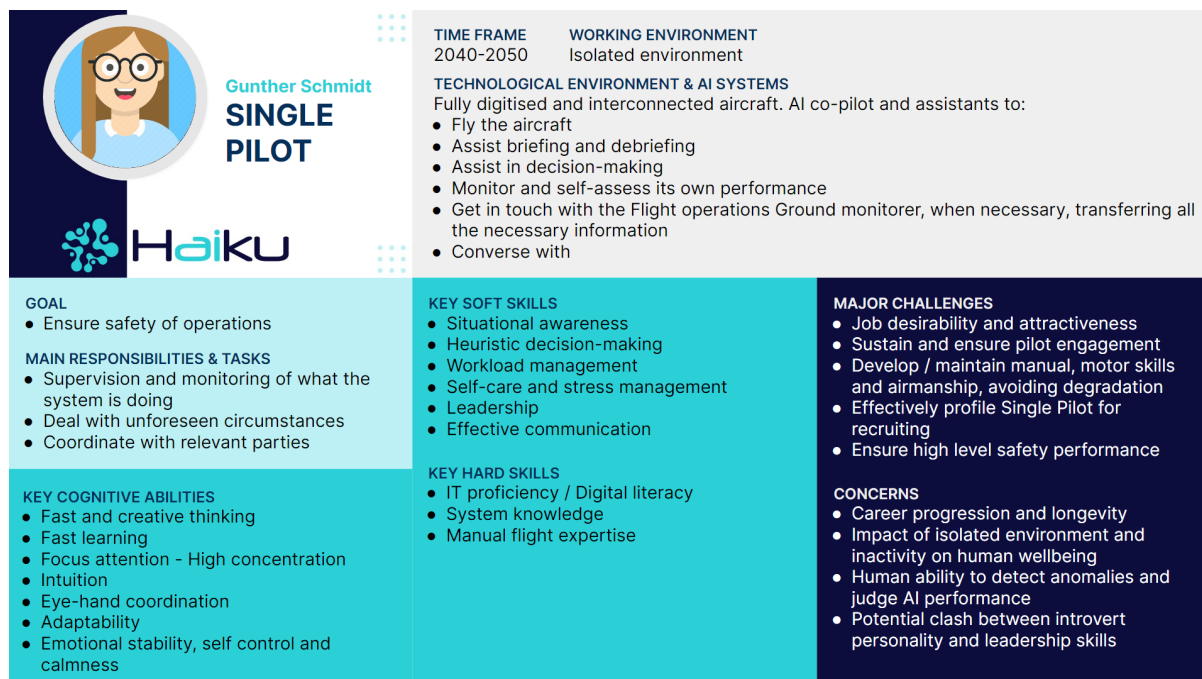 Gunther Schmidt
SINGLE
PILOT
Haiku
TIME FRAME
2040-2050
WORKING ENVIRONMENT
Isolated environment
TECHNOLOGICAL ENVIRONMENT & AI SYSTEMS
Fully digitised and interconnected aircraft. AI co-pilot and assistants to:
● Fly the aircraft
● Assist briefing and debriefing
● Assist in decision-making
● Monitor and self-assess its own performance
● Get in touch with the Flight operations Ground monitorer, when necessary, transferring all
the necessary information
● Converse with
GOAL
● Ensure safety of operations
MAIN RESPONSIBILITIES & TASKS
● Supervision and monitoring of what the
system is doing
● Deal with unforeseen circumstances
● Coordinate with relevant parties
KEY COGNITIVE ABILITIES
● Fast and creative thinking
● Fast learning
● Focus attention - High concentration
● Intuition
● Eye-hand coordination
● Adaptability
● Emotional stability, self control and
calmness
KEY SOFT SKILLS
● Situational awareness
● Heuristic decision-making
● Workload management
● Self-care and stress management
● Leadership
● Effective communication
KEY HARD SKILLS
● IT proficiency / Digital literacy
● System knowledge
● Manual flight expertise
MAJOR CHALLENGES
● Job desirability and attractiveness
● Sustain and ensure pilot engagement
● Develop / maintain manual, motor skills
and airmanship, avoiding degradation
● Effectively profile Single Pilot for
recruiting
● Ensure high level safety performance
CONCERNS
● Career progression and longevity
● Impact of isolated environment and
inactivity on human wellbeing
● Human ability to detect anomalies and
judge AI performance
● Potential clash between introvert
personality and leadership skills